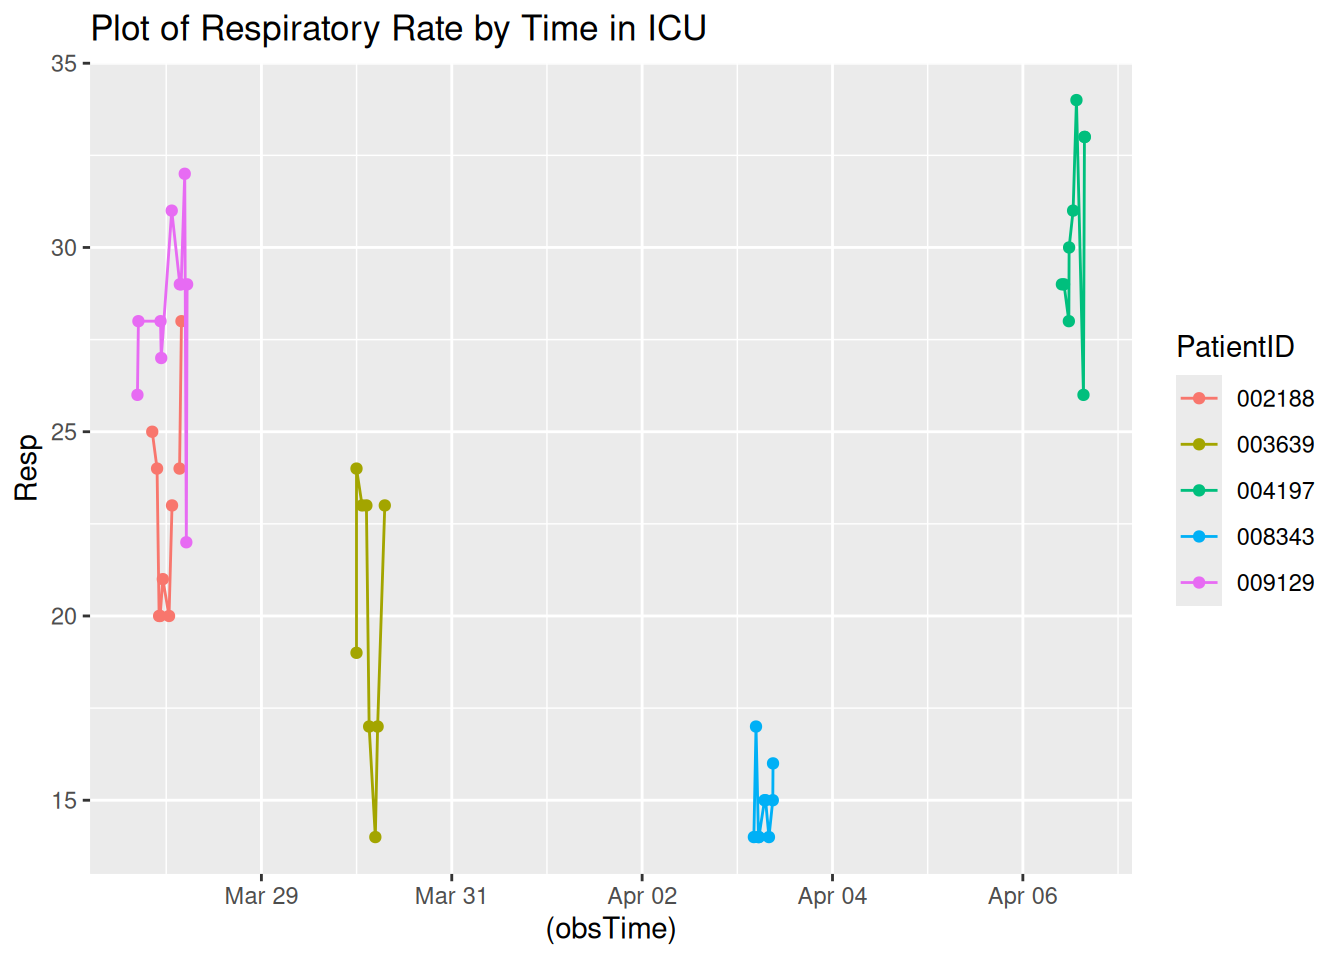 Plot of Respiratory Rate by Time in ICU
35
30
25
20
15
Resp
Mar 29
Mar 31
Apr 02
Apr 04
Apr 06
(obsTime)
PatientID
002188
003639
004197
008343
009129